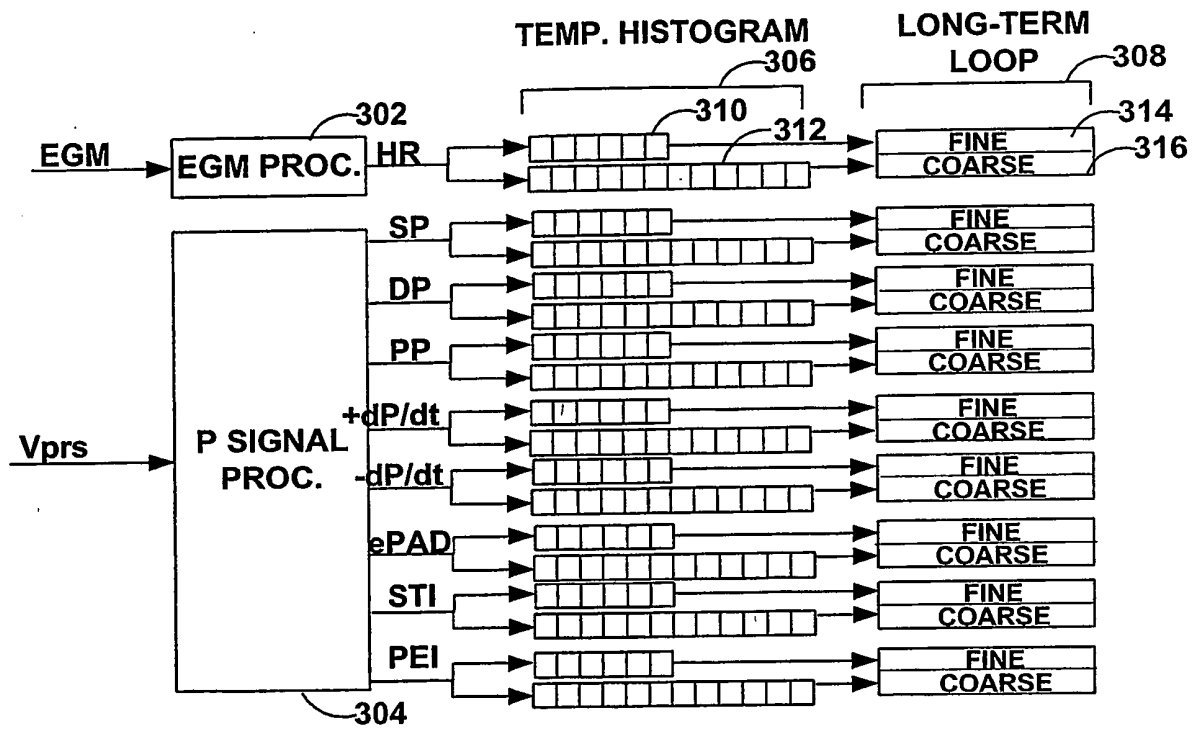 TEMP. HISTOGRAM
LONG-TERM
LOOP
306
308
302
310
312
314
316
EGM
EGM PROC.
HR
FINE
COARSE
SP
FINE
COARSE
DP
FINE
COARSE
PP
FINE
COARSE
+dP/dt
FINE
COARSE
Vprs
P SIGNAL
PROC.
-dP/dt
FINE
COARSE
ePAD
FINE
COARSE
STI
FINE
COARSE
PEI
FINE
COARSE
304